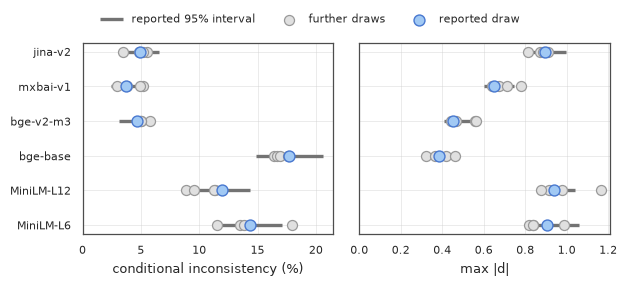 reported 95% interval further draws reported draw
jina-v2
mxbai-v1
bge-v2-m3
bge-base
MiniLM-L12
MiniLM-L6
0 5 10 15 20 0.0 0.2 0.4 0.6 0.8 1.0 1.2
conditional inconsistency (%) max |d|